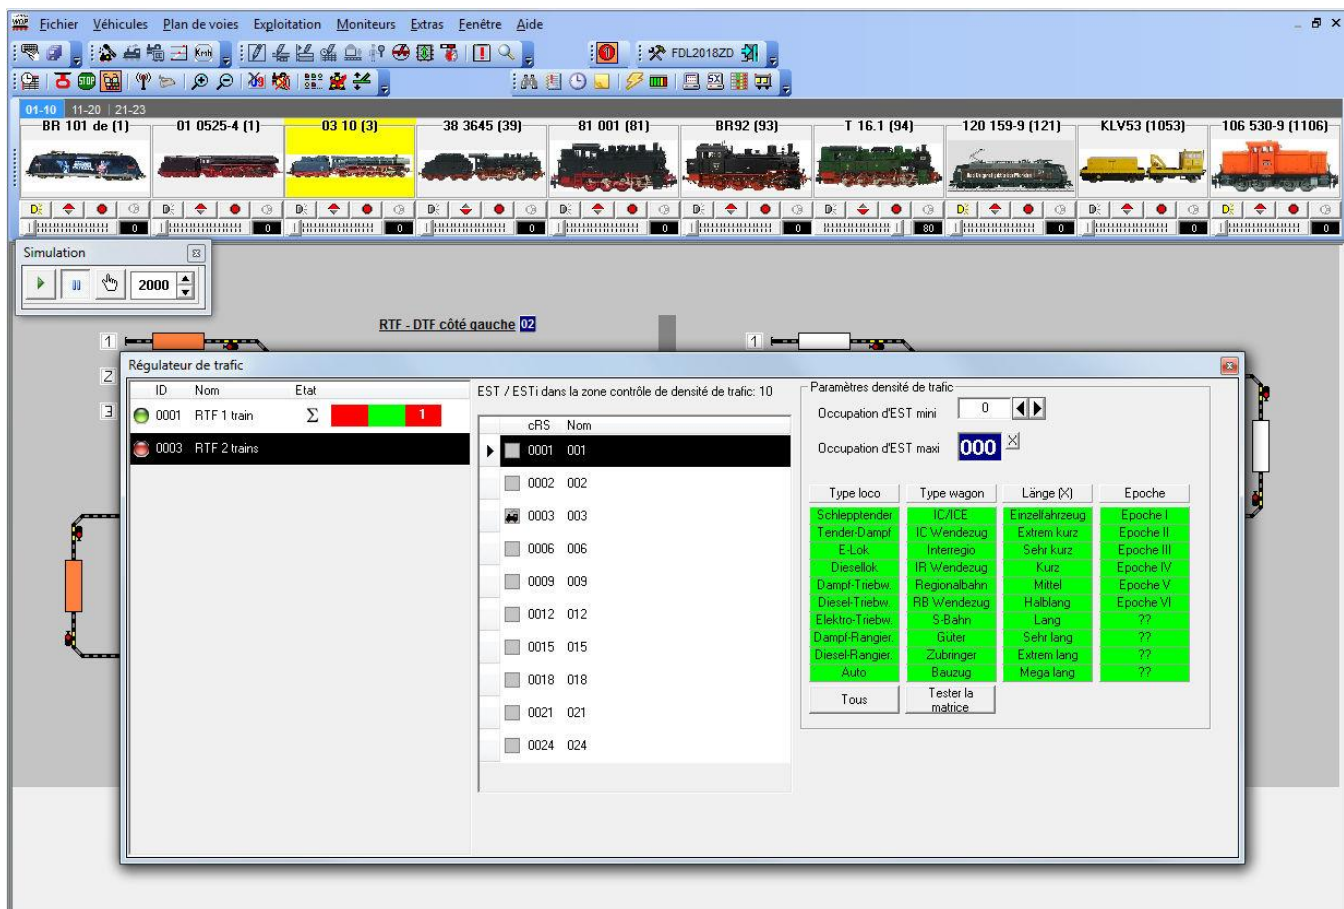 Fichier Véhicules Plan de voies Exploitation Moniteurs Extras Fenêtre Aide
FDL2018ZD
01-10 11-20 21-23
BR 101 de (1) 01 0525-4 (1) 03 10 (3) 38 3645 (39) 81 001 (81) BR92 (93) T 16.1 (94) 120 159-9 (121) KLV53 (1053) 106 530-9 (1106)
0 0 0 0 0 0 80 0 0 0
Simulation
2000
RTF - DTF côté gauche 02
1 1
2
3
Régulateur de trafic
ID Nom Etat
0001 RTF 1 train Σ 1
0003 RTF 2 trains
EST / ESTi dans la zone contrôle de densité de trafic: 10
cRS Nom
0001 001
0002 002
0003 003
0006 006
0009 009
0012 012
0015 015
0018 018
0021 021
0024 024
Paramètres densité de trafic
Occupation d'EST mini 0
Occupation d'EST maxi 000 X
Type loco Type wagon Länge (X) Epoche
Schlepptender IC/ICE Einzelfahrzeug Epoche I
Tender-Dampf IC Wendezug Extrem kurz Epoche II
E-Lok Interregio Sehr kurz Epoche III
Diesellok IR Wendezug Kurz Epoche IV
Dampf-Triebw. Regionalbahn Mittel Epoche V
Diesel-Triebw. RB Wendezug Halblang Epoche VI
Elektro-Triebw. S-Bahn Lang ??
Dampf-Rangier. Güter Sehr lang ??
Diesel-Rangier. Zubringer Extrem lang ??
Auto Bauzug Mega lang ??
Tous Tester la
matrice